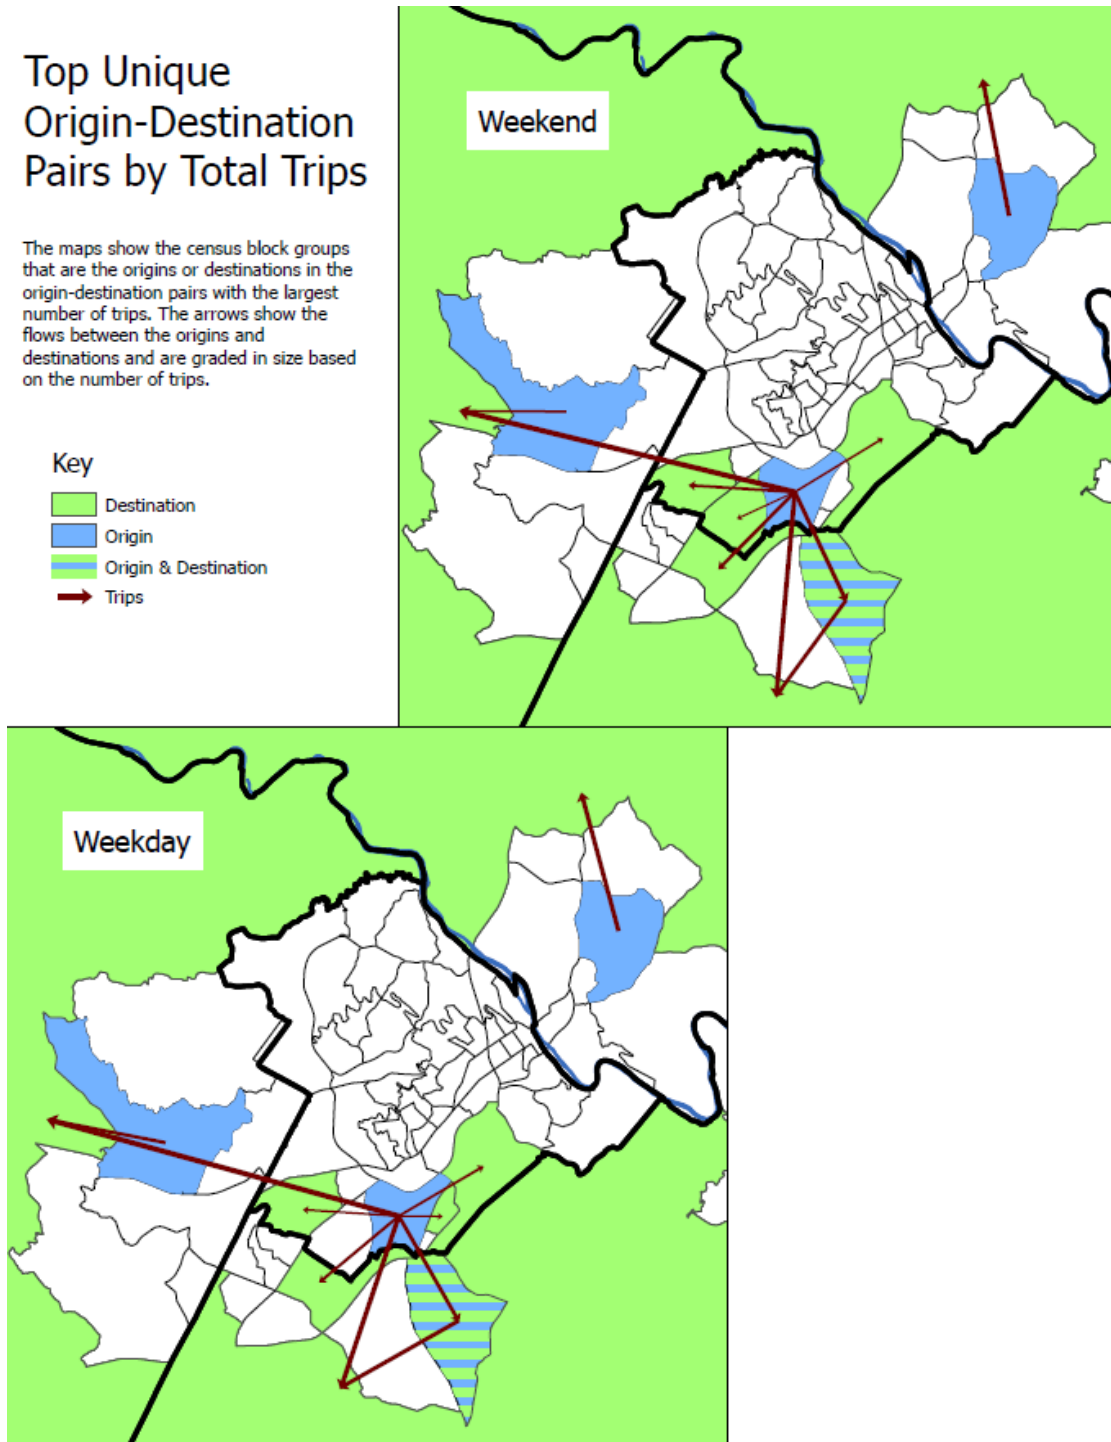 Top Unique
Origin-Destination
Pairs by Total Trips
The maps show the census block groups
that are the origins or destinations in the
origin-destination pairs with the largest
number of trips. The arrows show the
flows between the origins and
destinations and are graded in size based
on the number of trips.
Key
Destination
Origin
Origin & Destination
Trips
Weekend
Weekday